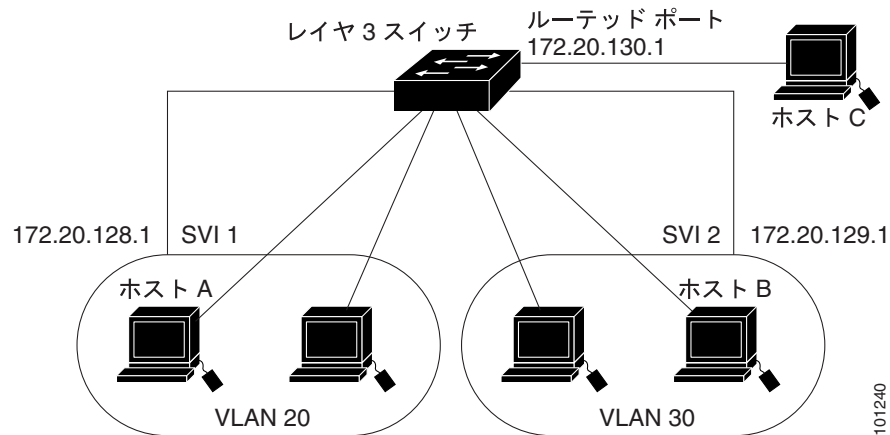 レイヤ 3 スイッチ
ルーテッド ポート
172.20.130.1
ホスト C
172.20.128.1
SVI 1
SVI 2
172.20.129.1
ホスト A
ホスト B
VLAN 20
VLAN 30
101240